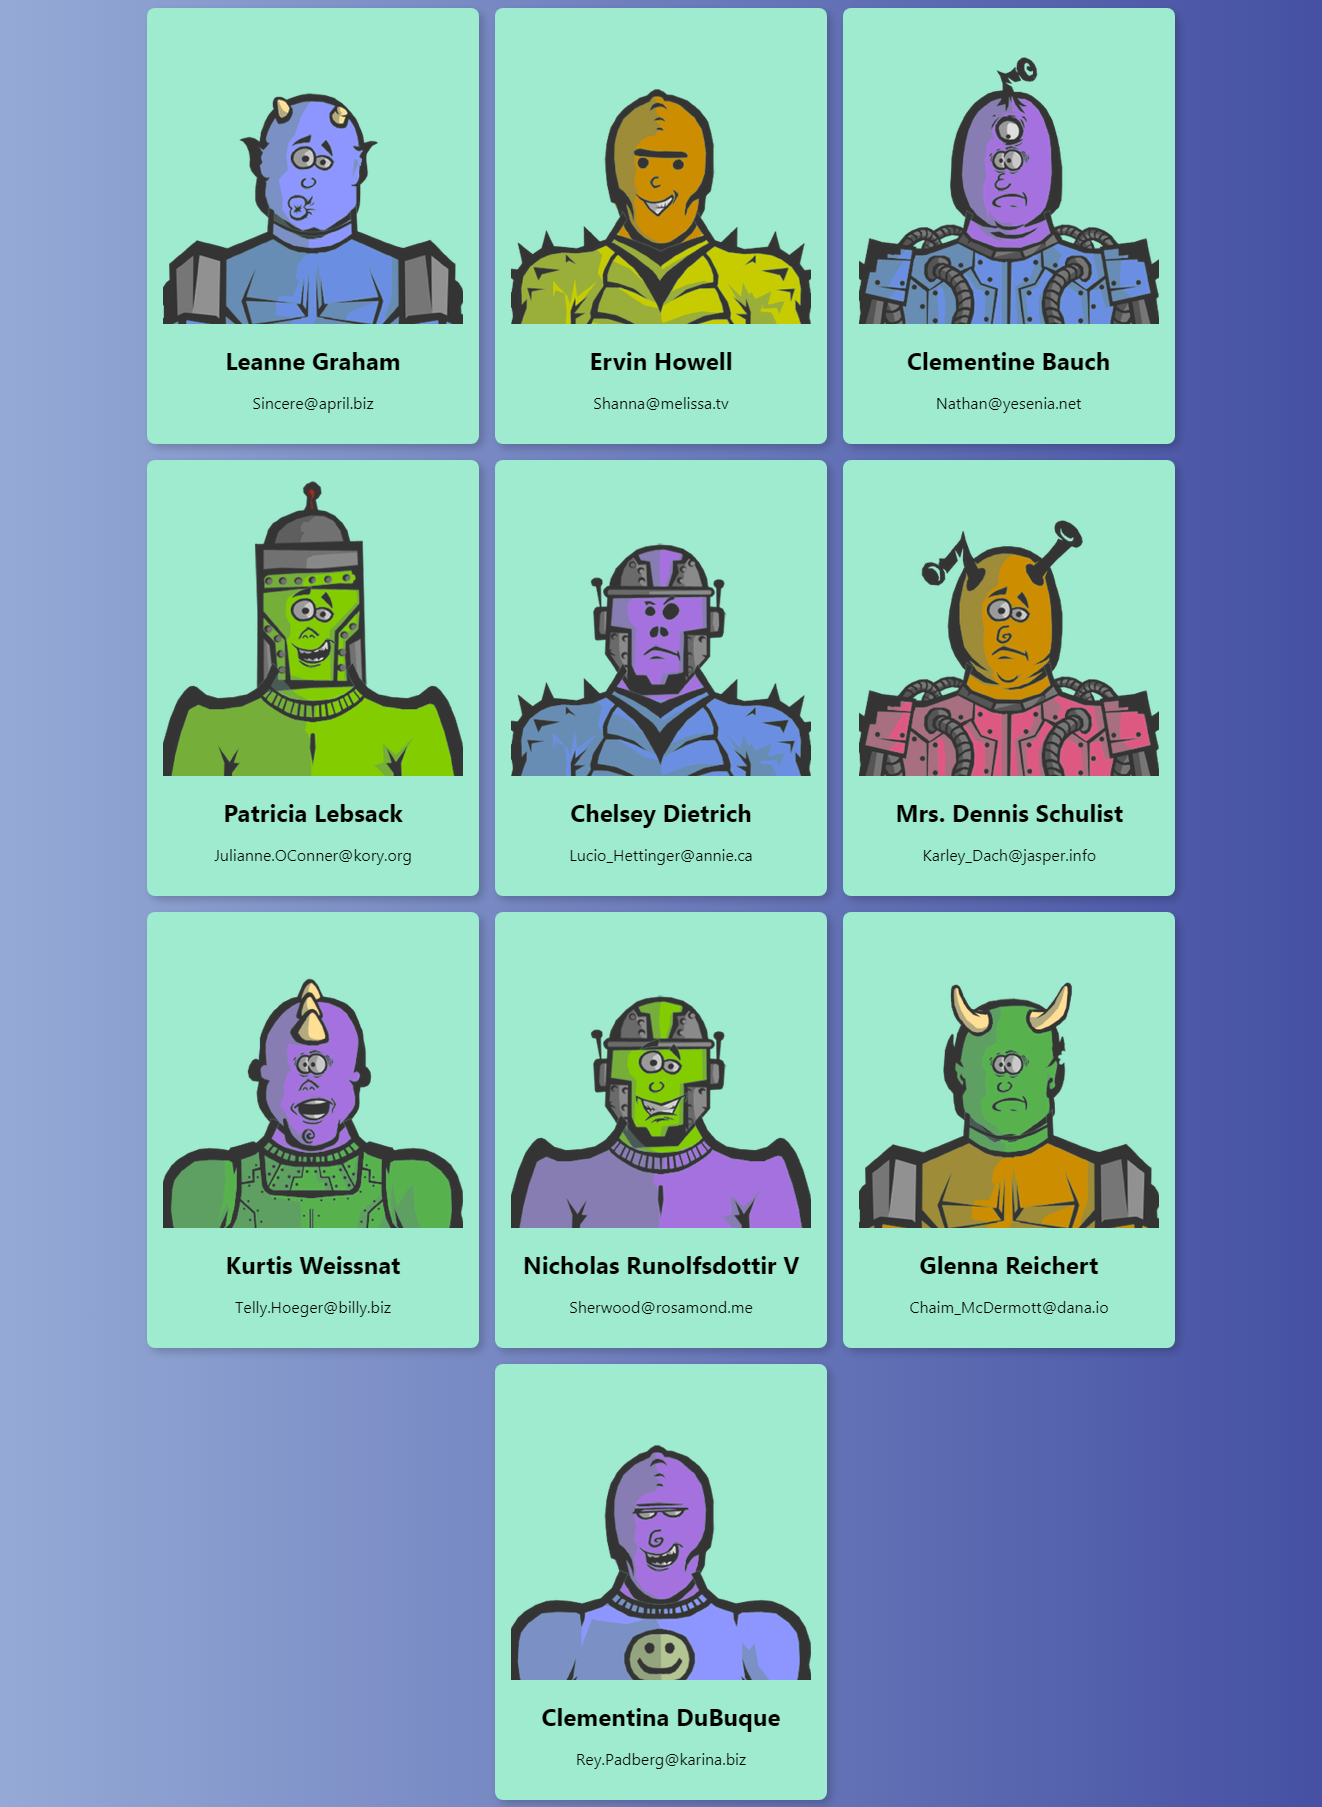 Leanne Graham
Sincere@april.biz
Ervin Howell
Shanna@melissa.tv
Clementine Bauch
Nathan@yesenia.net
Patricia Lebsack
Julianne.OConner@kory.org
Chelsey Dietrich
Lucio_Hettinger@annie.ca
Mrs. Dennis Schulist
Karley_Dach@jasper.info
Kurtis Weissnat
Telly.Hoeger@billy.biz
Nicholas Runolfsdottir V
Sherwood@rosamond.me
Glenna Reichert
Chaim_McDermott@dana.io
Clementina DuBuque
Rey.Padberg@karina.biz